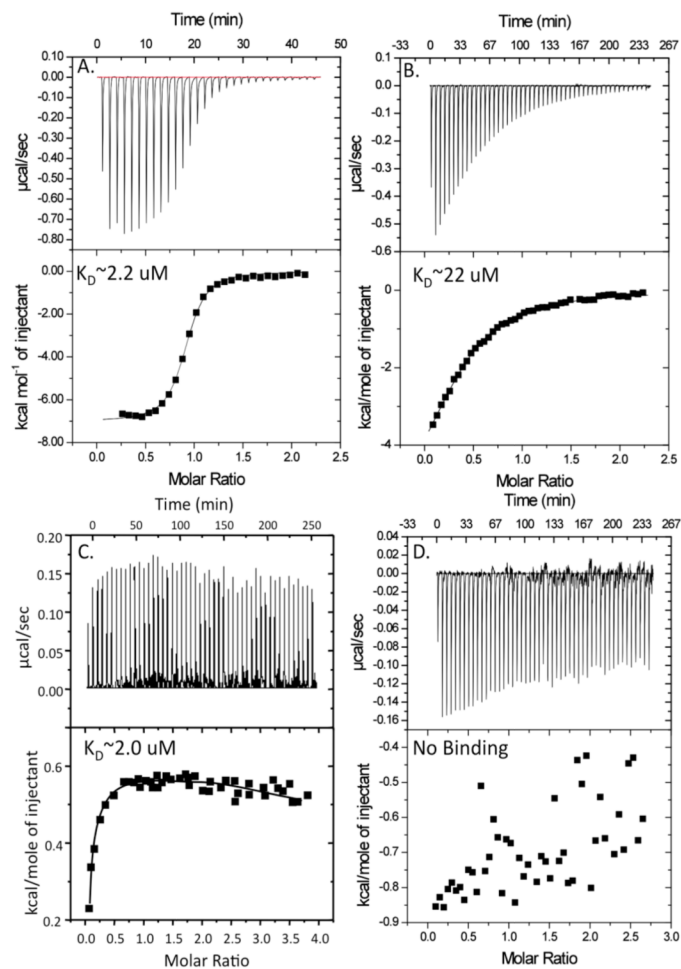 Time (min)
0 10 20 30 40 50
A.
0.10
0.00
-0.10
-0.20
-0.30
-0.40
-0.50
-0.60
-0.70
-0.80
µcal/sec
K_D~2.2 uM
0.00
-2.00
-4.00
-6.00
-8.00
kcal mol⁻¹ of injectant
0.0 0.5 1.0 1.5 2.0 2.5
Molar Ratio
Time (min)
-33 0 33 67 100 133 167 200 233 267
B.
0.1
0.0
-0.1
-0.2
-0.3
-0.4
-0.5
-0.6
µcal/sec
K_D~22 uM
0
-2
-4
kcal/mole of injectant
0.0 0.5 1.0 1.5 2.0 2.5
Molar Ratio
Time (min)
0 50 100 150 200 250
C.
0.20
0.15
0.10
0.05
0.00
µcal/sec
K_D~2.0 uM
0.6
0.5
0.4
0.2
kcal/mole of injectant
0.0 0.5 1.0 1.5 2.0 2.5 3.0 3.5 4.0
Molar Ratio
Time (min)
-33 0 33 67 100 133 167 200 233 267
D.
0.04
0.02
0.00
-0.02
-0.04
-0.06
-0.08
-0.10
-0.12
-0.14
-0.16
µcal/sec
No Binding
-0.4
-0.5
-0.6
-0.7
-0.8
-0.9
kcal/mole of injectant
0.0 0.5 1.0 1.5 2.0 2.5 3.0
Molar Ratio